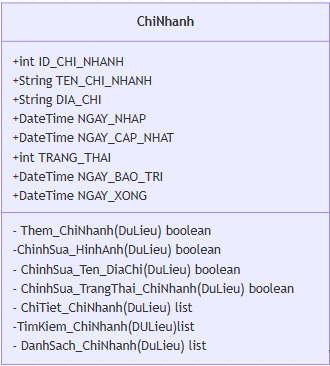 ChiNhanh
+int ID_CHI_NHANH
+String TEN_CHI_NHANH
+String DIA_CHI
+DateTime NGAY_NHAP
+DateTime NGAY_CAP_NHAT
+int TRANG_THAI
+DateTime NGAY_BAO_TRI
+DateTime NGAY_XONG
- Them_ChiNhanh(DuLieu) boolean
-ChinhSua_HinhAnh(DuLieu) boolean
- ChinhSua_Ten_DiaChi(DuLieu) boolean
- ChinhSua_TrangThai_ChiNhanh(DuLieu) boolean
- ChiTiet_ChiNhanh(DuLieu) list
-TimKiem_ChiNhanh(DULieu)list
- DanhSach_ChiNhanh(DuLieu) list